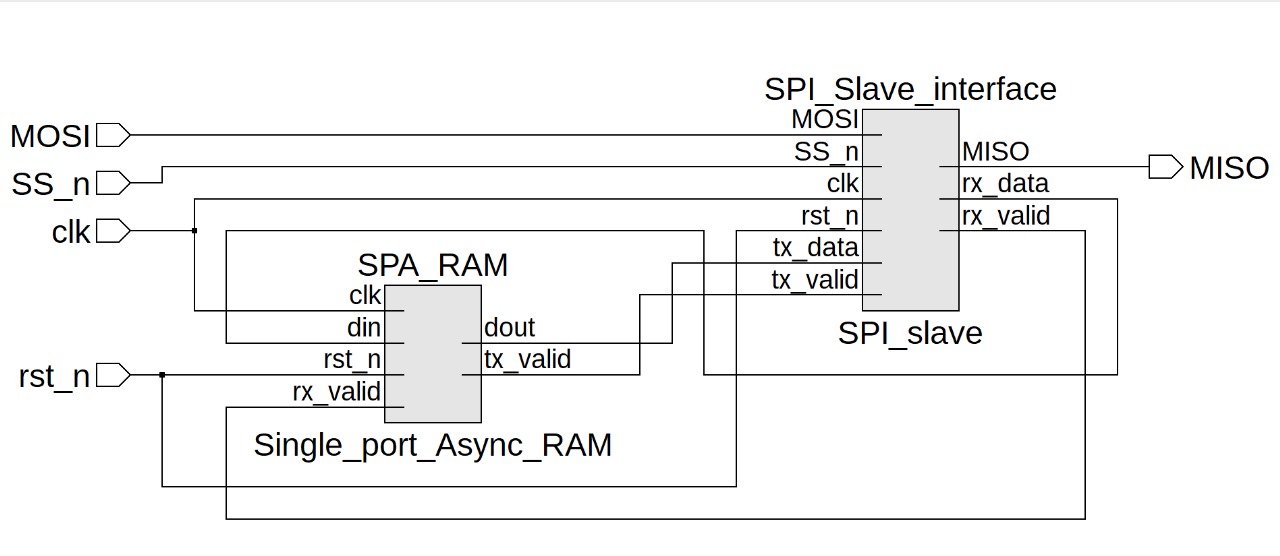 SPI_Slave_interface
MOSI
MOSI
SS_n
MISO
MISO
SS_n
clk
rx_data
rst_n
rx_valid
clk
tx_data
tx_valid
SPI_slave
SPA_RAM
clk
din
dout
rst_n
tx_valid
rx_valid
rst_n
Single_port_Async_RAM